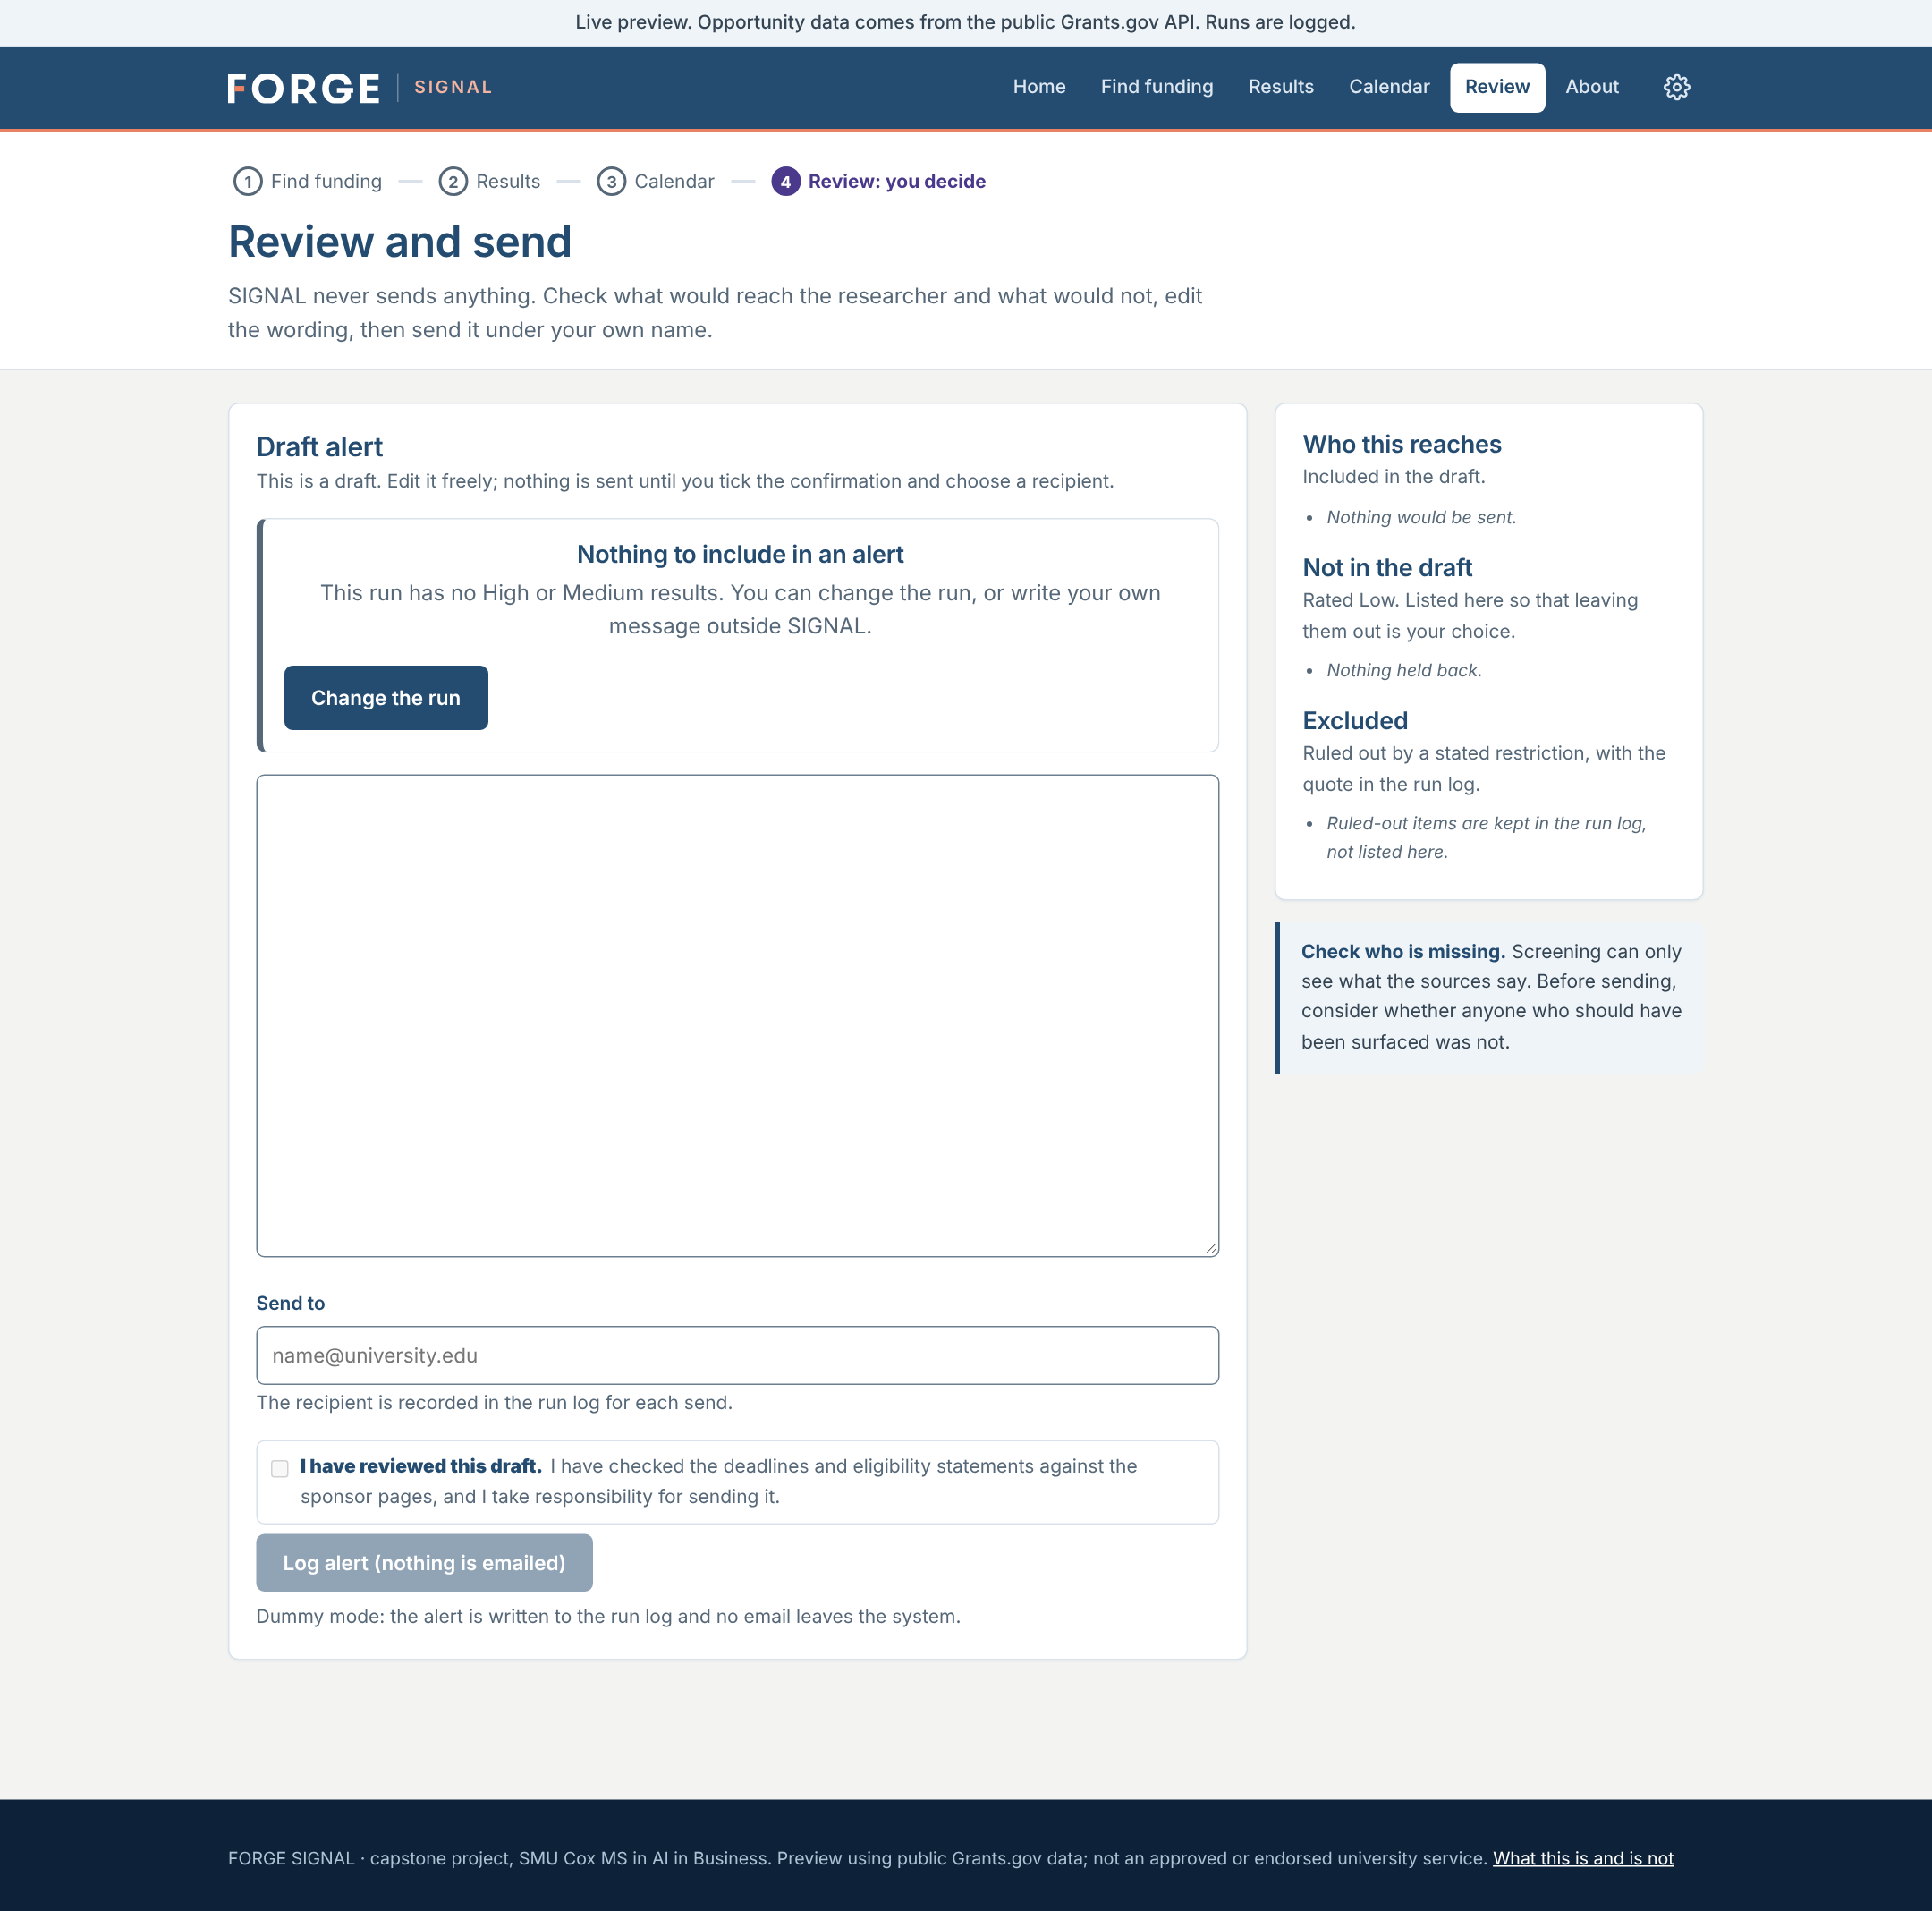 Live preview. Opportunity data comes from the public Grants.gov API. Runs are logged.
FORGE SIGNAL
Home Find funding Results Calendar Review About
1 Find funding 2 Results 3 Calendar 4 Review: you decide
Review and send
SIGNAL never sends anything. Check what would reach the researcher and what would not, edit
the wording, then send it under your own name.
Draft alert
This is a draft. Edit it freely; nothing is sent until you tick the confirmation and choose a recipient.
Nothing to include in an alert
This run has no High or Medium results. You can change the run, or write your own
message outside SIGNAL.
Change the run
Send to
name@university.edu
The recipient is recorded in the run log for each send.
I have reviewed this draft. I have checked the deadlines and eligibility statements against the
sponsor pages, and I take responsibility for sending it.
Log alert (nothing is emailed)
Dummy mode: the alert is written to the run log and no email leaves the system.
Who this reaches
Included in the draft.
• Nothing would be sent.
Not in the draft
Rated Low. Listed here so that leaving
them out is your choice.
• Nothing held back.
Excluded
Ruled out by a stated restriction, with the
quote in the run log.
• Ruled-out items are kept in the run log,
not listed here.
Check who is missing. Screening can only
see what the sources say. Before sending,
consider whether anyone who should have
been surfaced was not.
FORGE SIGNAL · capstone project, SMU Cox MS in AI in Business. Preview using public Grants.gov data; not an approved or endorsed university service. What this is and is not